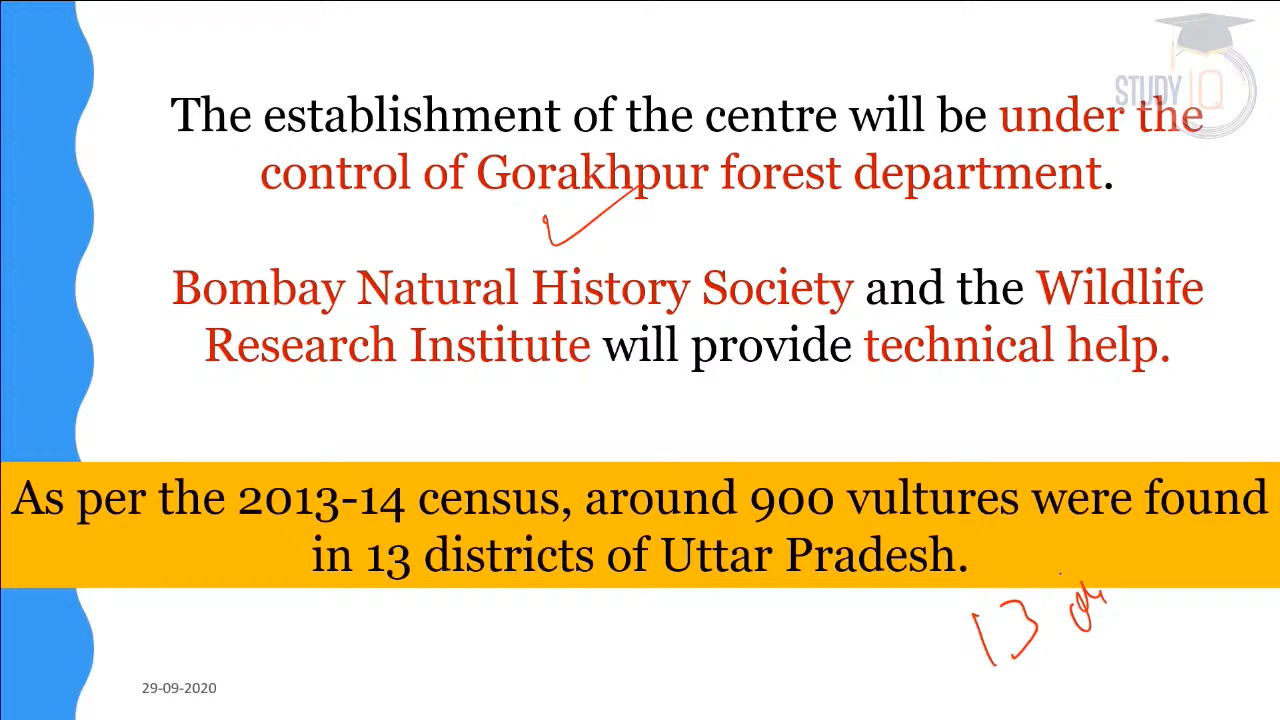 STUDY IQ
The establishment of the centre will be under the
control of Gorakhpur forest department.
Bombay Natural History Society and the Wildlife
Research Institute will provide technical help.
As per the 2013-14 census, around 900 vultures were found
in 13 districts of Uttar Pradesh.
13
29-09-2020